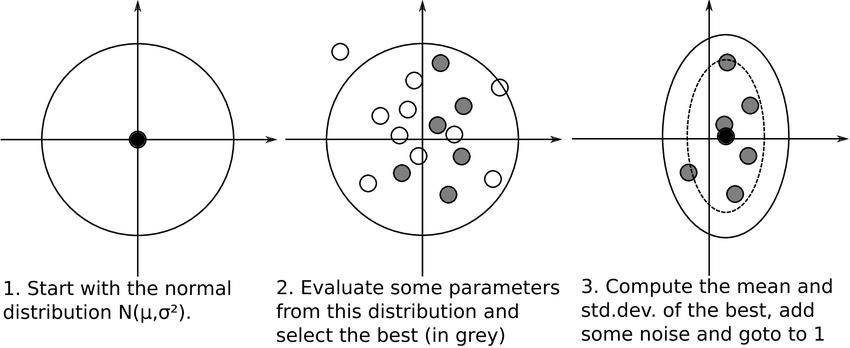 1. Start with the normal
distribution N(μ,σ²).
2. Evaluate some parameters
from this distribution and
select the best (in grey)
3. Compute the mean and
std.dev. of the best, add
some noise and goto to 1